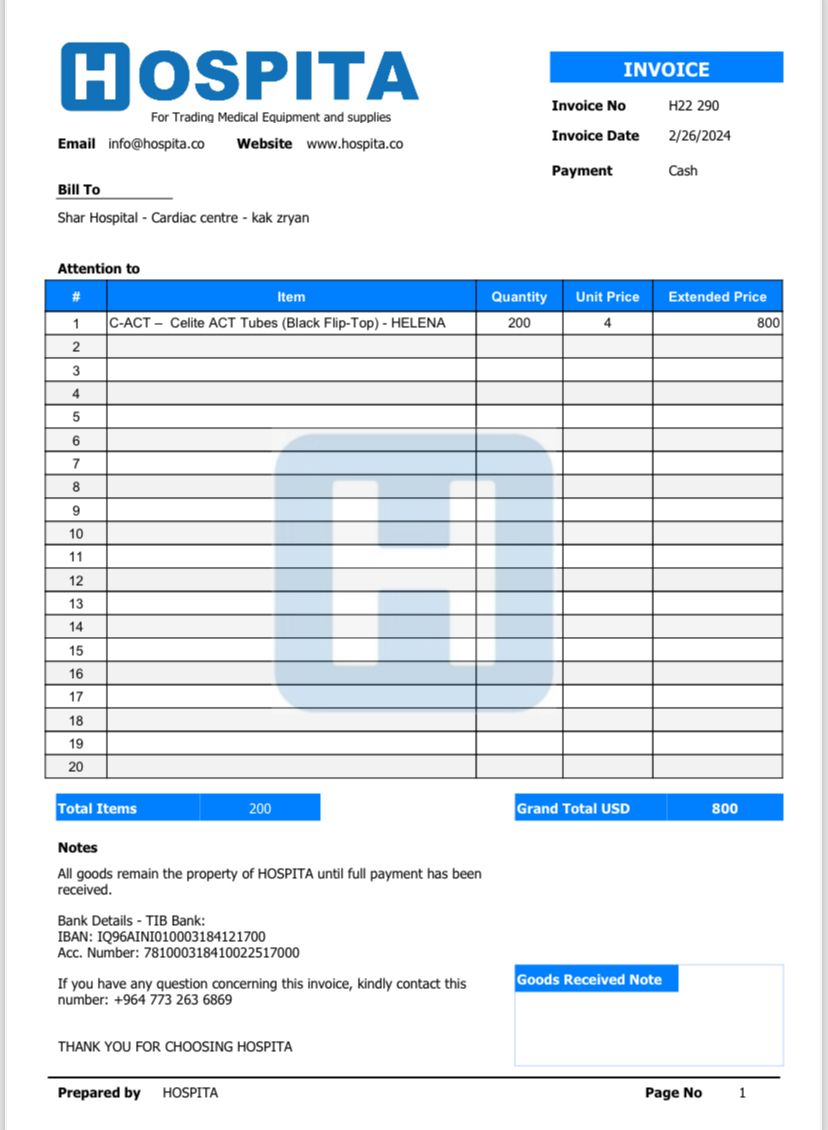 HOSPITA
For Trading Medical Equipment and supplies
Email info@hospita.co Website www.hospita.co
INVOICE
Invoice No H22 290
Invoice Date 2/26/2024
Payment Cash
Bill To
Shar Hospital - Cardiac centre - kak zryan
Attention to
# Item Quantity Unit Price Extended Price
1 C-ACT – Celite ACT Tubes (Black Flip-Top) - HELENA 200 4 800
2
3
4
5
6
7
8
9
10
11
12
13
14
15
16
17
18
19
20
H
Total Items 200
Grand Total USD 800
Notes
All goods remain the property of HOSPITA until full payment has been
received.
Bank Details - TIB Bank:
IBAN: IQ96AINI010003184121700
Acc. Number: 781000318410022517000
If you have any question concerning this invoice, kindly contact this
number: +964 773 263 6869
Goods Received Note
THANK YOU FOR CHOOSING HOSPITA
Prepared by HOSPITA
Page No 1